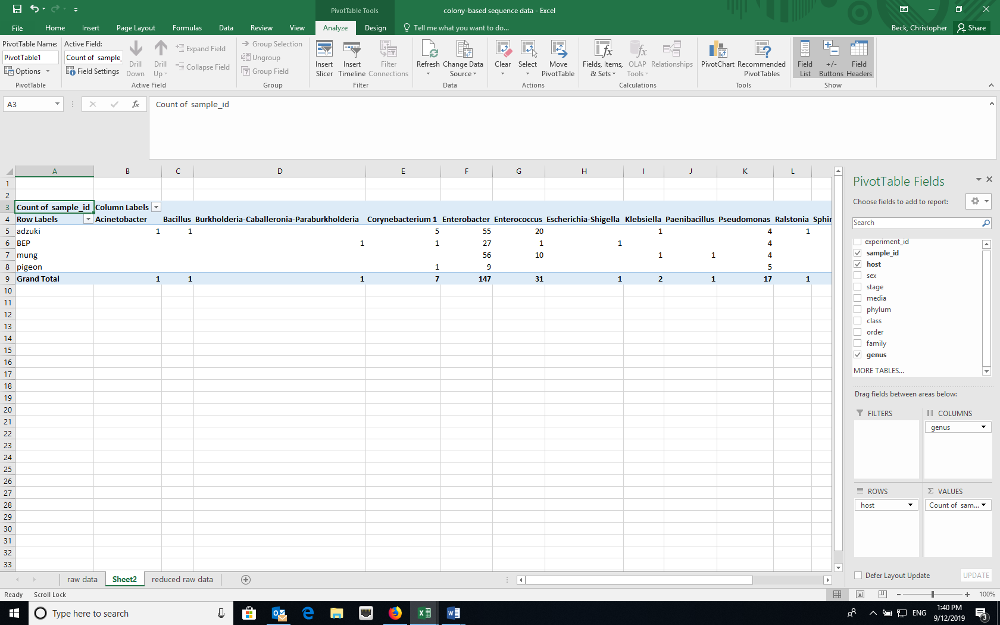 PivotTable Tools
colony-based sequence data - Excel
File Home Insert Page Layout Formulas Data Review View Analyze Design Tell me what you want to do... Beck, Christopher Share
PivotTable Name:
PivotTable1
Options
PivotTable
Active Field:
Count of sample_
Field Settings
Drill Down
Drill Up
Expand Field
Collapse Field
Active Field
Group Selection
Ungroup
Group Field
Group
Insert Slicer
Insert Timeline
Filter Connections
Filter
Refresh
Change Data Source
Data
Clear
Select
Move PivotTable
Actions
Fields, Items, & Sets
OLAP Tools
Relationships
Calculations
PivotChart
Recommended PivotTables
Tools
Field List
+/- Buttons
Field Headers
Show
A3 fx Count of sample_id
A B C D E F G H I J K L
1
2
3 Count of sample_id Column Labels
4 Row Labels Acinetobacter Bacillus Burkholderia-Caballeronia-Paraburkholderia Corynebacterium 1 Enterobacter Enterococcus Escherichia-Shigella Klebsiella Paenibacillus Pseudomonas Ralstonia Sphin
5 adzuki 1 1 5 55 20 1 4 1
6 BEP 1 1 27 1 1 4
7 mung 56 10 1 1 4
8 pigeon 1 9 5
9 Grand Total 1 1 1 7 147 31 1 2 1 17 1
10
11
12
13
14
15
16
17
18
19
20
21
22
23
24
25
26
27
28
29
30
31
32
33
PivotTable Fields
Choose fields to add to report:
Search
experiment_id
sample_id
host
sex
stage
media
phylum
class
order
family
genus
MORE TABLES...
Drag fields between areas below:
FILTERS
COLUMNS
genus
ROWS
host
VALUES
Count of sam...
Defer Layout Update UPDATE
raw data Sheet2 reduced raw data
Ready Scroll Lock 100%
Type here to search
ENG
1:40 PM
9/12/2019
3